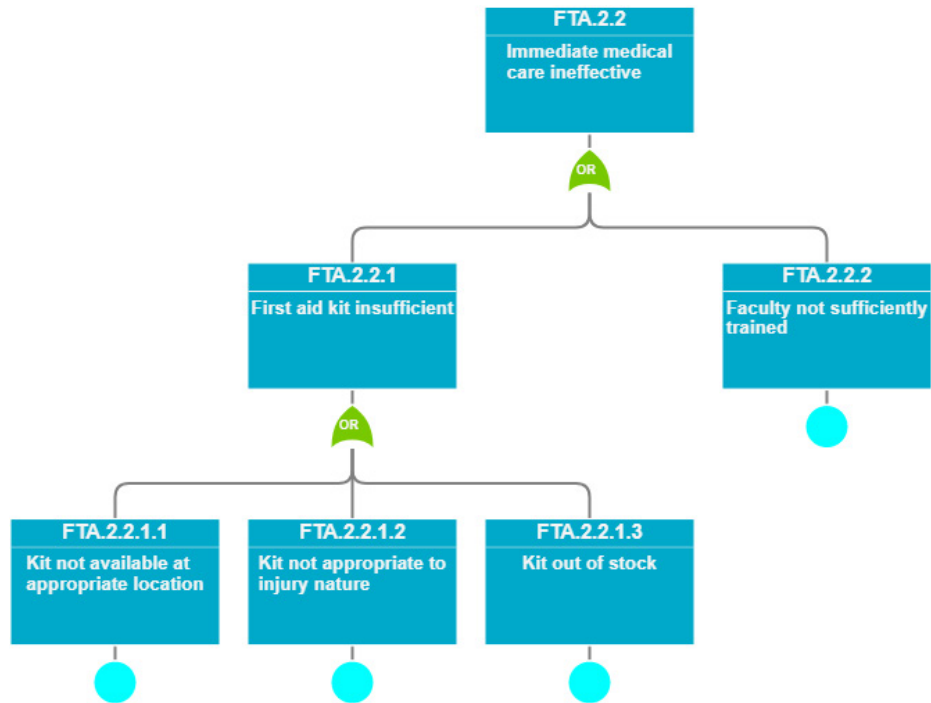 FTA.2.2
Immediate medical
care ineffective
OR
FTA.2.2.1
First aid kit insufficient
FTA.2.2.2
Faculty not sufficiently
trained
OR
FTA.2.2.1.1
Kit not available at
appropriate location
FTA.2.2.1.2
Kit not appropriate to
injury nature
FTA.2.2.1.3
Kit out of stock